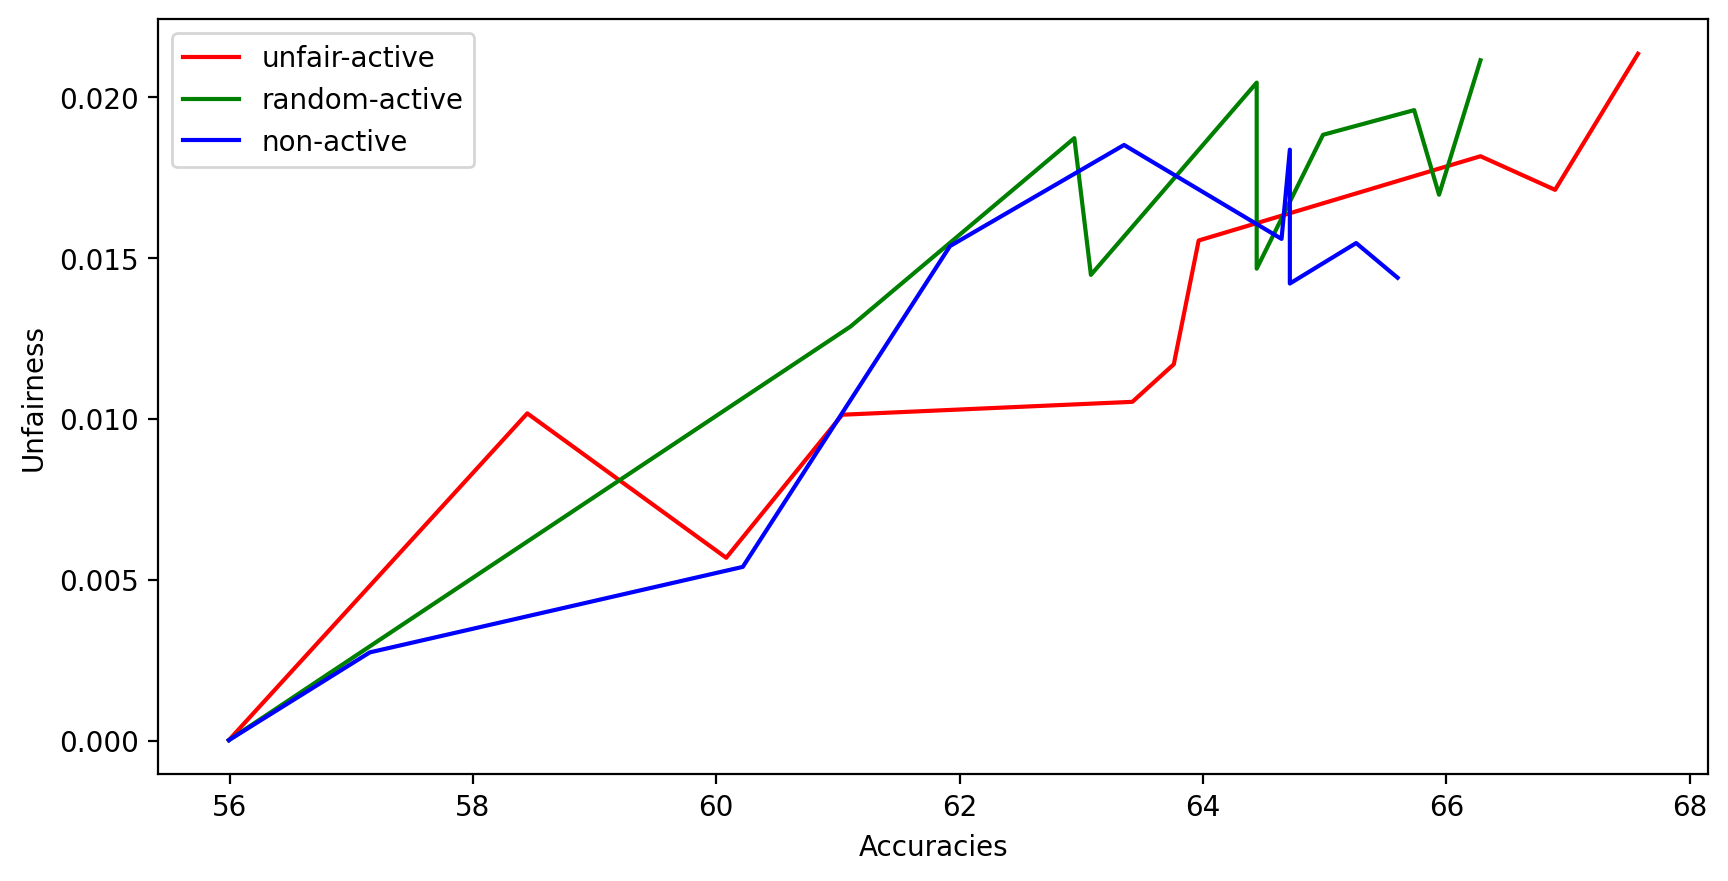 unfair-active
random-active
non-active
0.020
0.015
0.010
0.005
0.000
Unfairness
56 58 60 62 64 66 68
Accuracies